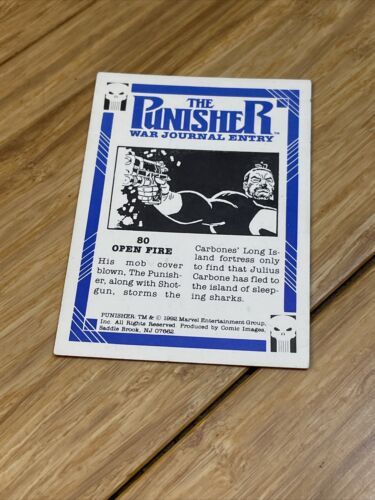 THE
PUNISHER™
WAR JOURNAL ENTRY
80
OPEN FIRE
His mob cover
blown, The Punish-
er, along with Shot-
gun, storms the
Carbones' Long Is-
land fortress only
to find that Julius
Carbone has fled to
the island of sleep-
ing sharks.
PUNISHER TM & © 1992 Marvel Entertainment Group,
Inc. All Rights Reserved. Produced by Comic Images.
Saddle Brook, NJ 07662.